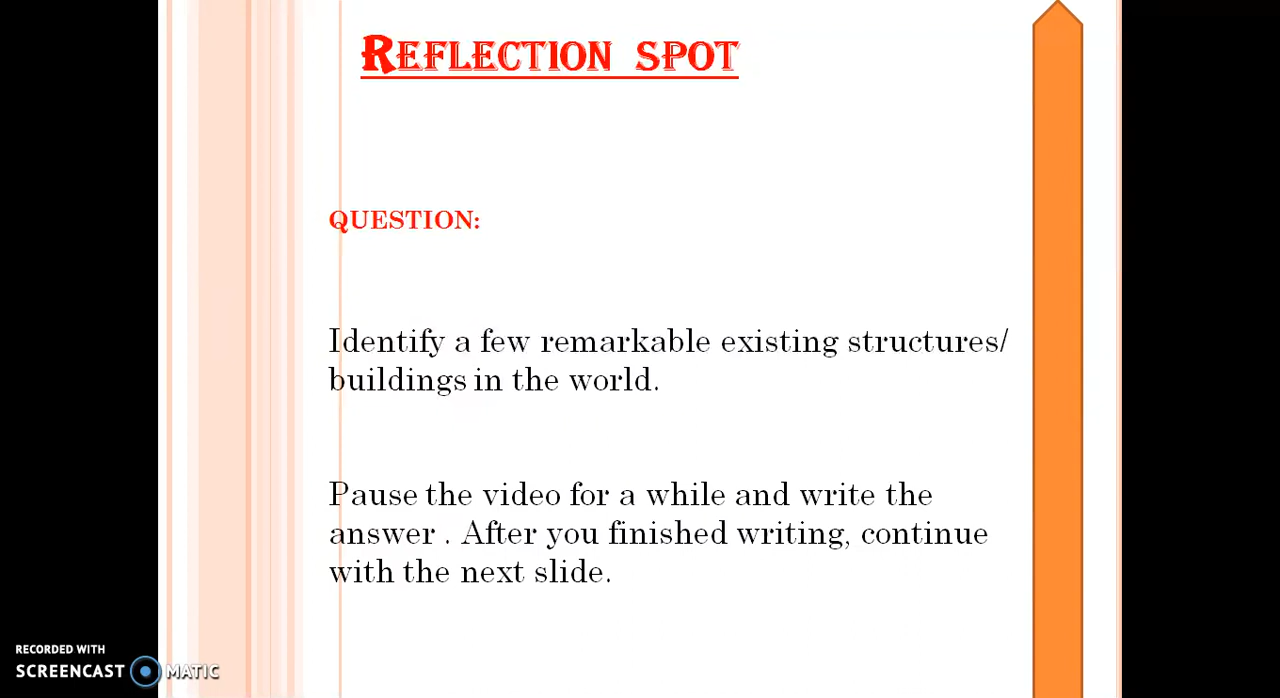 REFLECTION SPOT
QUESTION:
Identify a few remarkable existing structures/
buildings in the world.
Pause the video for a while and write the
answer . After you finished writing, continue
with the next slide.
RECORDED WITH
SCREENCAST MATIC